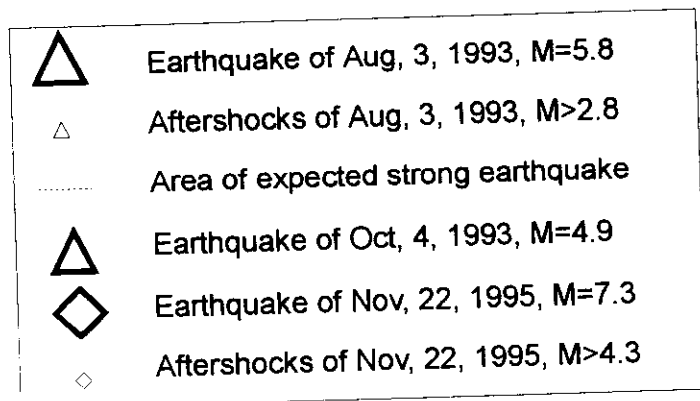 Earthquake of Aug, 3, 1993, M=5.8
Aftershocks of Aug, 3, 1993, M>2.8
Area of expected strong earthquake
Earthquake of Oct, 4, 1993, M=4.9
Earthquake of Nov, 22, 1995, M=7.3
Aftershocks of Nov, 22, 1995, M>4.3